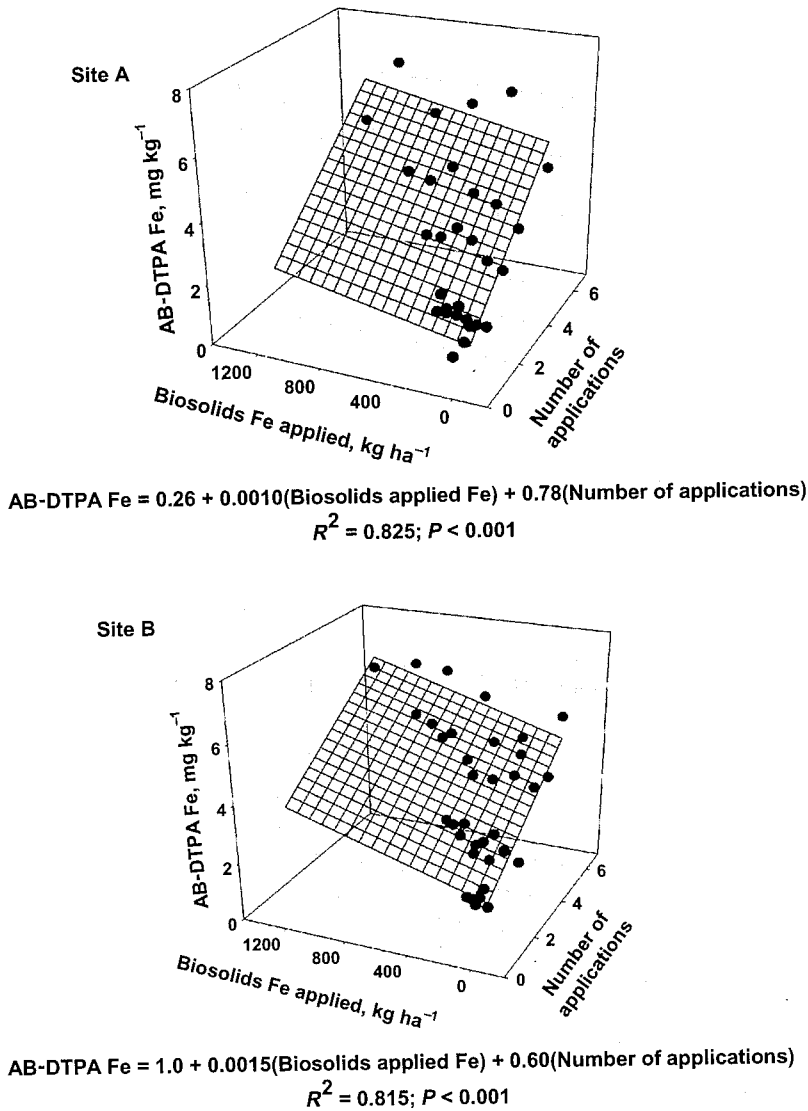 Site A
AB-DTPA Fe, mg kg⁻¹
8
6
4
2
0
1200
800
400
0
Biosolids Fe applied, kg ha⁻¹
0
2
4
6
Number of
applications
AB-DTPA Fe = 0.26 + 0.0010(Biosolids applied Fe) + 0.78(Number of applications)
R² = 0.825; P < 0.001
Site B
AB-DTPA Fe, mg kg⁻¹
8
6
4
2
0
1200
800
400
0
Biosolids Fe applied, kg ha⁻¹
0
2
4
6
Number of
applications
AB-DTPA Fe = 1.0 + 0.0015(Biosolids applied Fe) + 0.60(Number of applications)
R² = 0.815; P < 0.001